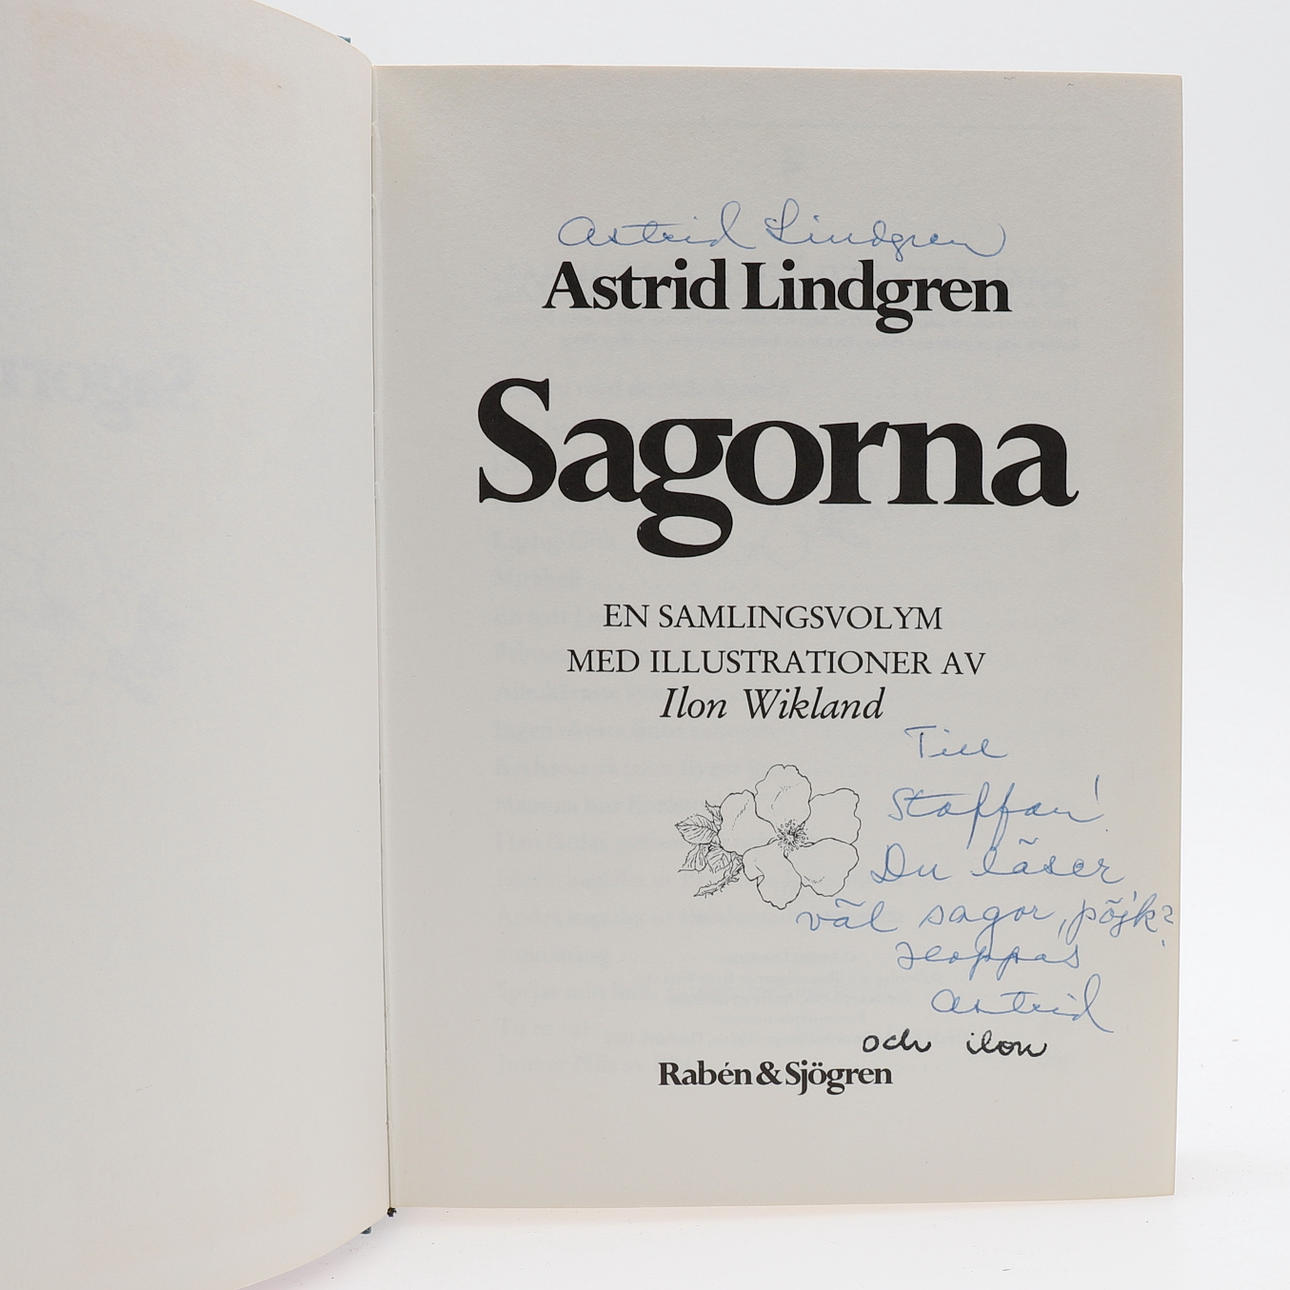 Astrid Lindgren
Astrid Lindgren
Sagorna
EN SAMLINGSVOLYM
MED ILLUSTRATIONER AV
Ilon Wikland
Till
Staffan!
Du läser
väl sagor, pöjk?
Hoppas
Astrid
och ilon
Rabén & Sjögren